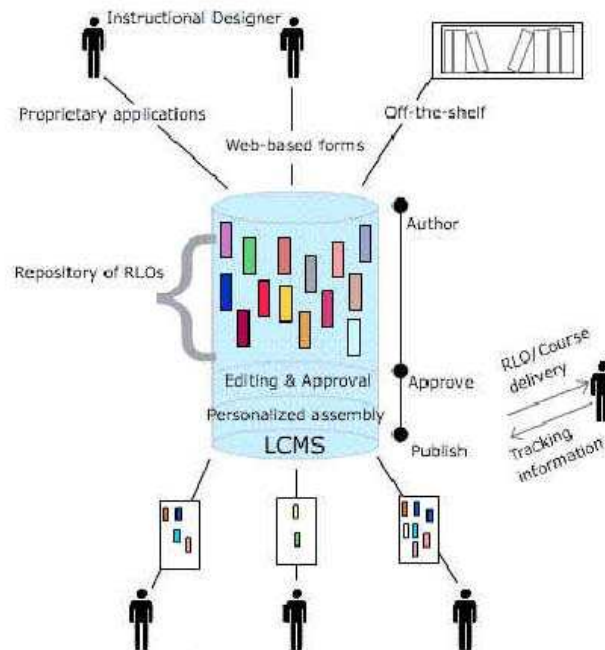 Instructional Designer
Proprietary applications
Off-the-shelf
Web-based forms
Author
Repository of RLOs
RLO/Course
delivery
Editing & Approval
Approve
Personalized assembly
LCMS
Publish
Tracking
information